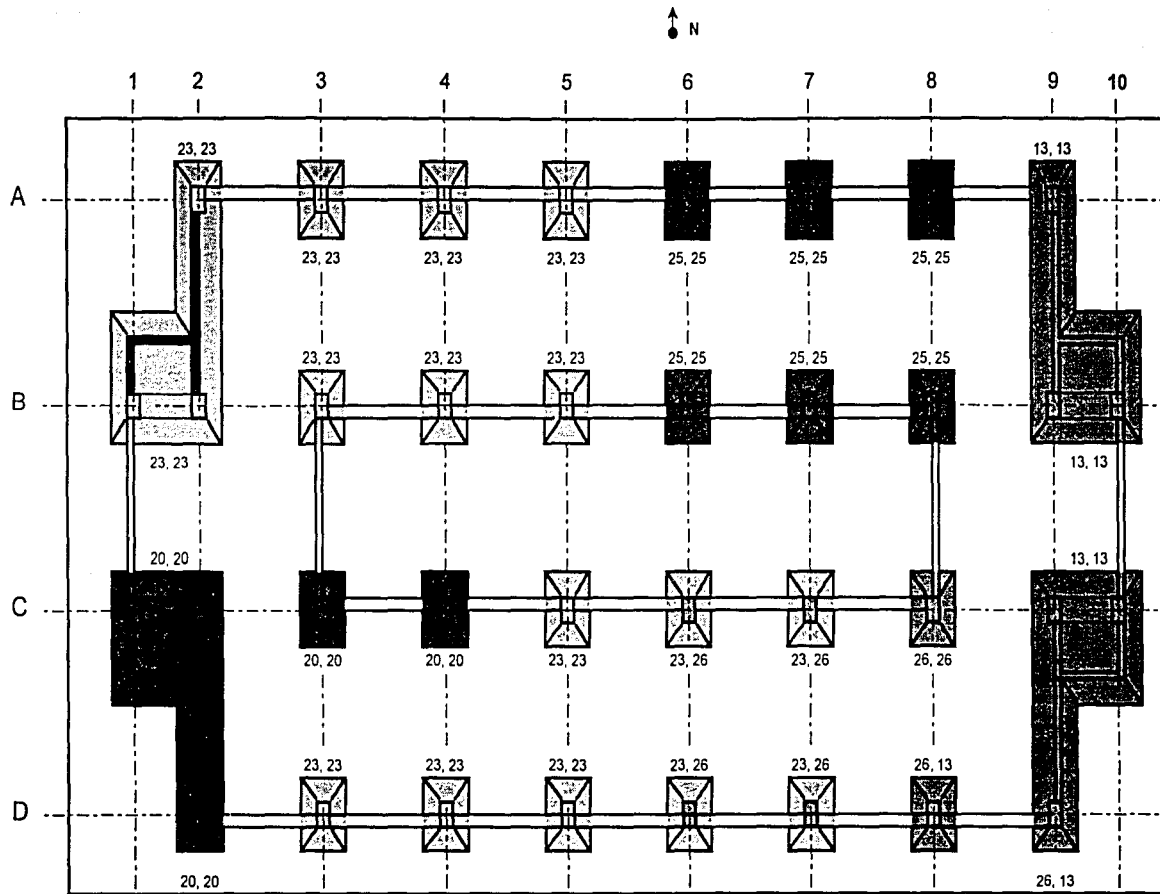 N
1 2 3 4 5 6 7 8 9 10
23, 23 13, 13
A
23, 23 23, 23 23, 23 25, 25 25, 25 25, 25
23, 23 23, 23 23, 23 25, 25 25, 25 25, 25
B
23, 23 13, 13
20, 20 13, 13
C
20, 20 20, 20 23, 23 23, 26 23, 26 26, 26
23, 23 23, 23 23, 23 23, 26 23, 26 26, 13
D
20, 20 26, 13